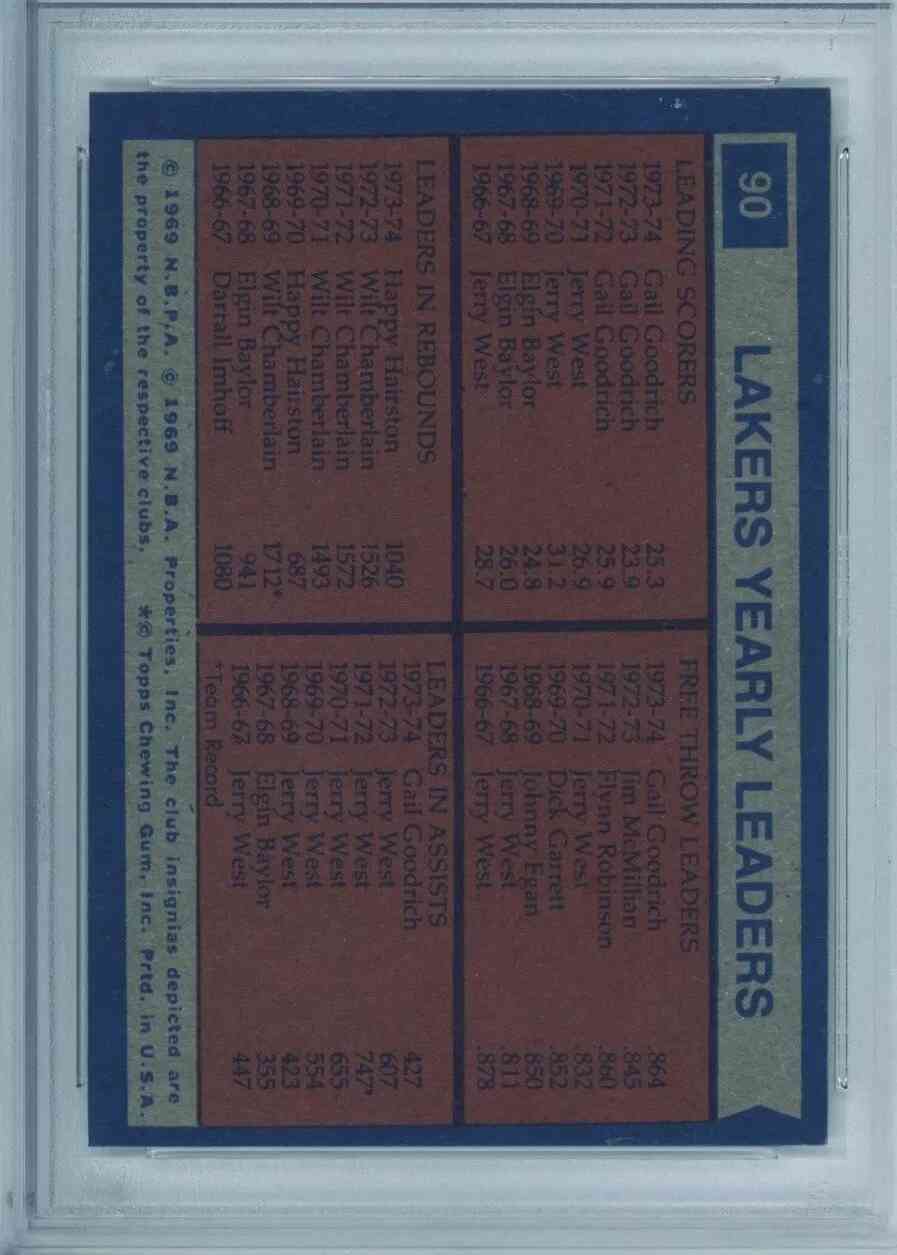 90 LAKERS YEARLY LEADERS
LEADING SCORERS
1973-74 Gail Goodrich 25.3
1972-73 Gail Goodrich 23.9
1971-72 Gail Goodrich 25.9
1970-71 Jerry West 26.9
1969-70 Jerry West 31.2
1968-69 Elgin Baylor 24.8
1967-68 Elgin Baylor 26.0
1966-67 Jerry West 28.7
FREE THROW LEADERS
1973-74 Gail Goodrich .864
1972-73 Jim McMillian .845
1971-72 Flynn Robinson .860
1970-71 Jerry West .832
1969-70 Dick Garrett .852
1968-69 Johnny Egan .850
1967-68 Jerry West .811
1966-67 Jerry West .878
LEADERS IN REBOUNDS
1973-74 Happy Hairston 1040
1972-73 Wilt Chamberlain 1526
1971-72 Wilt Chamberlain 1572
1970-71 Wilt Chamberlain 1493
1969-70 Happy Hairston 687
1968-69 Wilt Chamberlain 1712*
1967-68 Elgin Baylor 941
1966-67 Darrall Imhoff 1080
LEADERS IN ASSISTS
1973-74 Gail Goodrich 427
1972-73 Jerry West 607
1971-72 Jerry West 747*
1970-71 Jerry West 655
1969-70 Jerry West 554
1968-69 Jerry West 423
1967-68 Elgin Baylor 355
1966-67 Jerry West 447
*Team Record
© 1969 N.B.P.A. © 1969 N.B.A. Properties, Inc. The club insignias depicted are
the property of the respective clubs. *© Topps Chewing Gum, Inc. Prtd. in U.S.A.